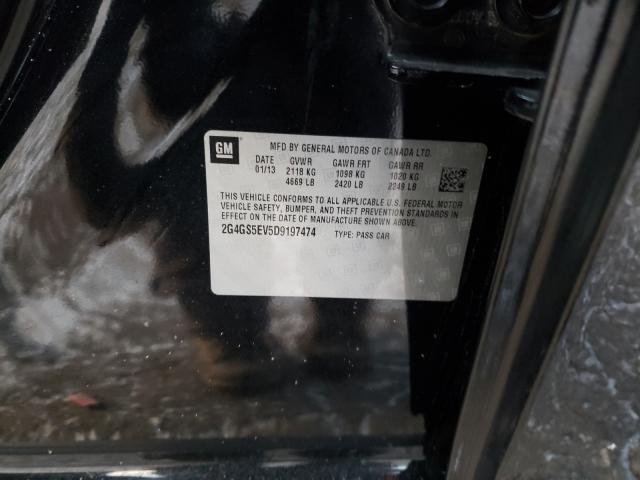 GM
MFD BY GENERAL MOTORS OF CANADA LTD.
DATE GVWR GAWR FRT GAWR RR
01/13 2118 KG 1098 KG 1020 KG
4669 LB 2420 LB 2249 LB
THIS VEHICLE CONFORMS TO ALL APPLICABLE U.S. FEDERAL MOTOR
VEHICLE SAFETY, BUMPER, AND THEFT PREVENTION STANDARDS IN
EFFECT ON THE DATE OF MANUFACTURE SHOWN ABOVE.
2G4GS5EV5D9197474 TYPE: PASS CAR